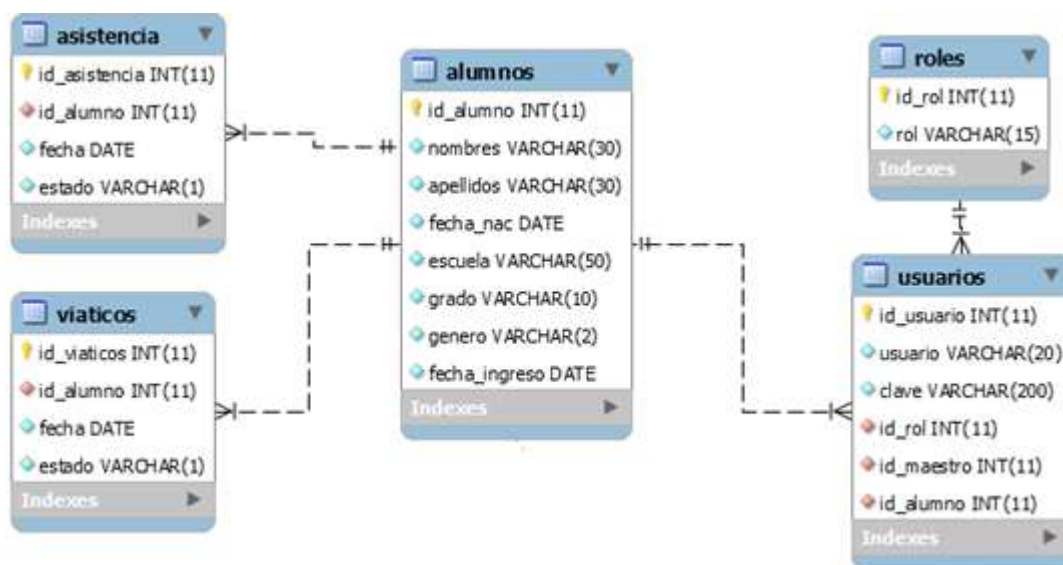 asistencia
id_asistencia INT(11)
id_alumno INT(11)
fecha DATE
estado VARCHAR(1)
Indexes
viaticos
id_viaticos INT(11)
id_alumno INT(11)
fecha DATE
estado VARCHAR(1)
Indexes
alumnos
id_alumno INT(11)
nombres VARCHAR(30)
apellidos VARCHAR(30)
fecha_nac DATE
escuela VARCHAR(50)
grado VARCHAR(10)
genero VARCHAR(2)
fecha_ingreso DATE
Indexes
roles
id_rol INT(11)
rol VARCHAR(15)
Indexes
usuarios
id_usuario INT(11)
usuario VARCHAR(20)
clave VARCHAR(200)
id_rol INT(11)
id_maestro INT(11)
id_alumno INT(11)
Indexes